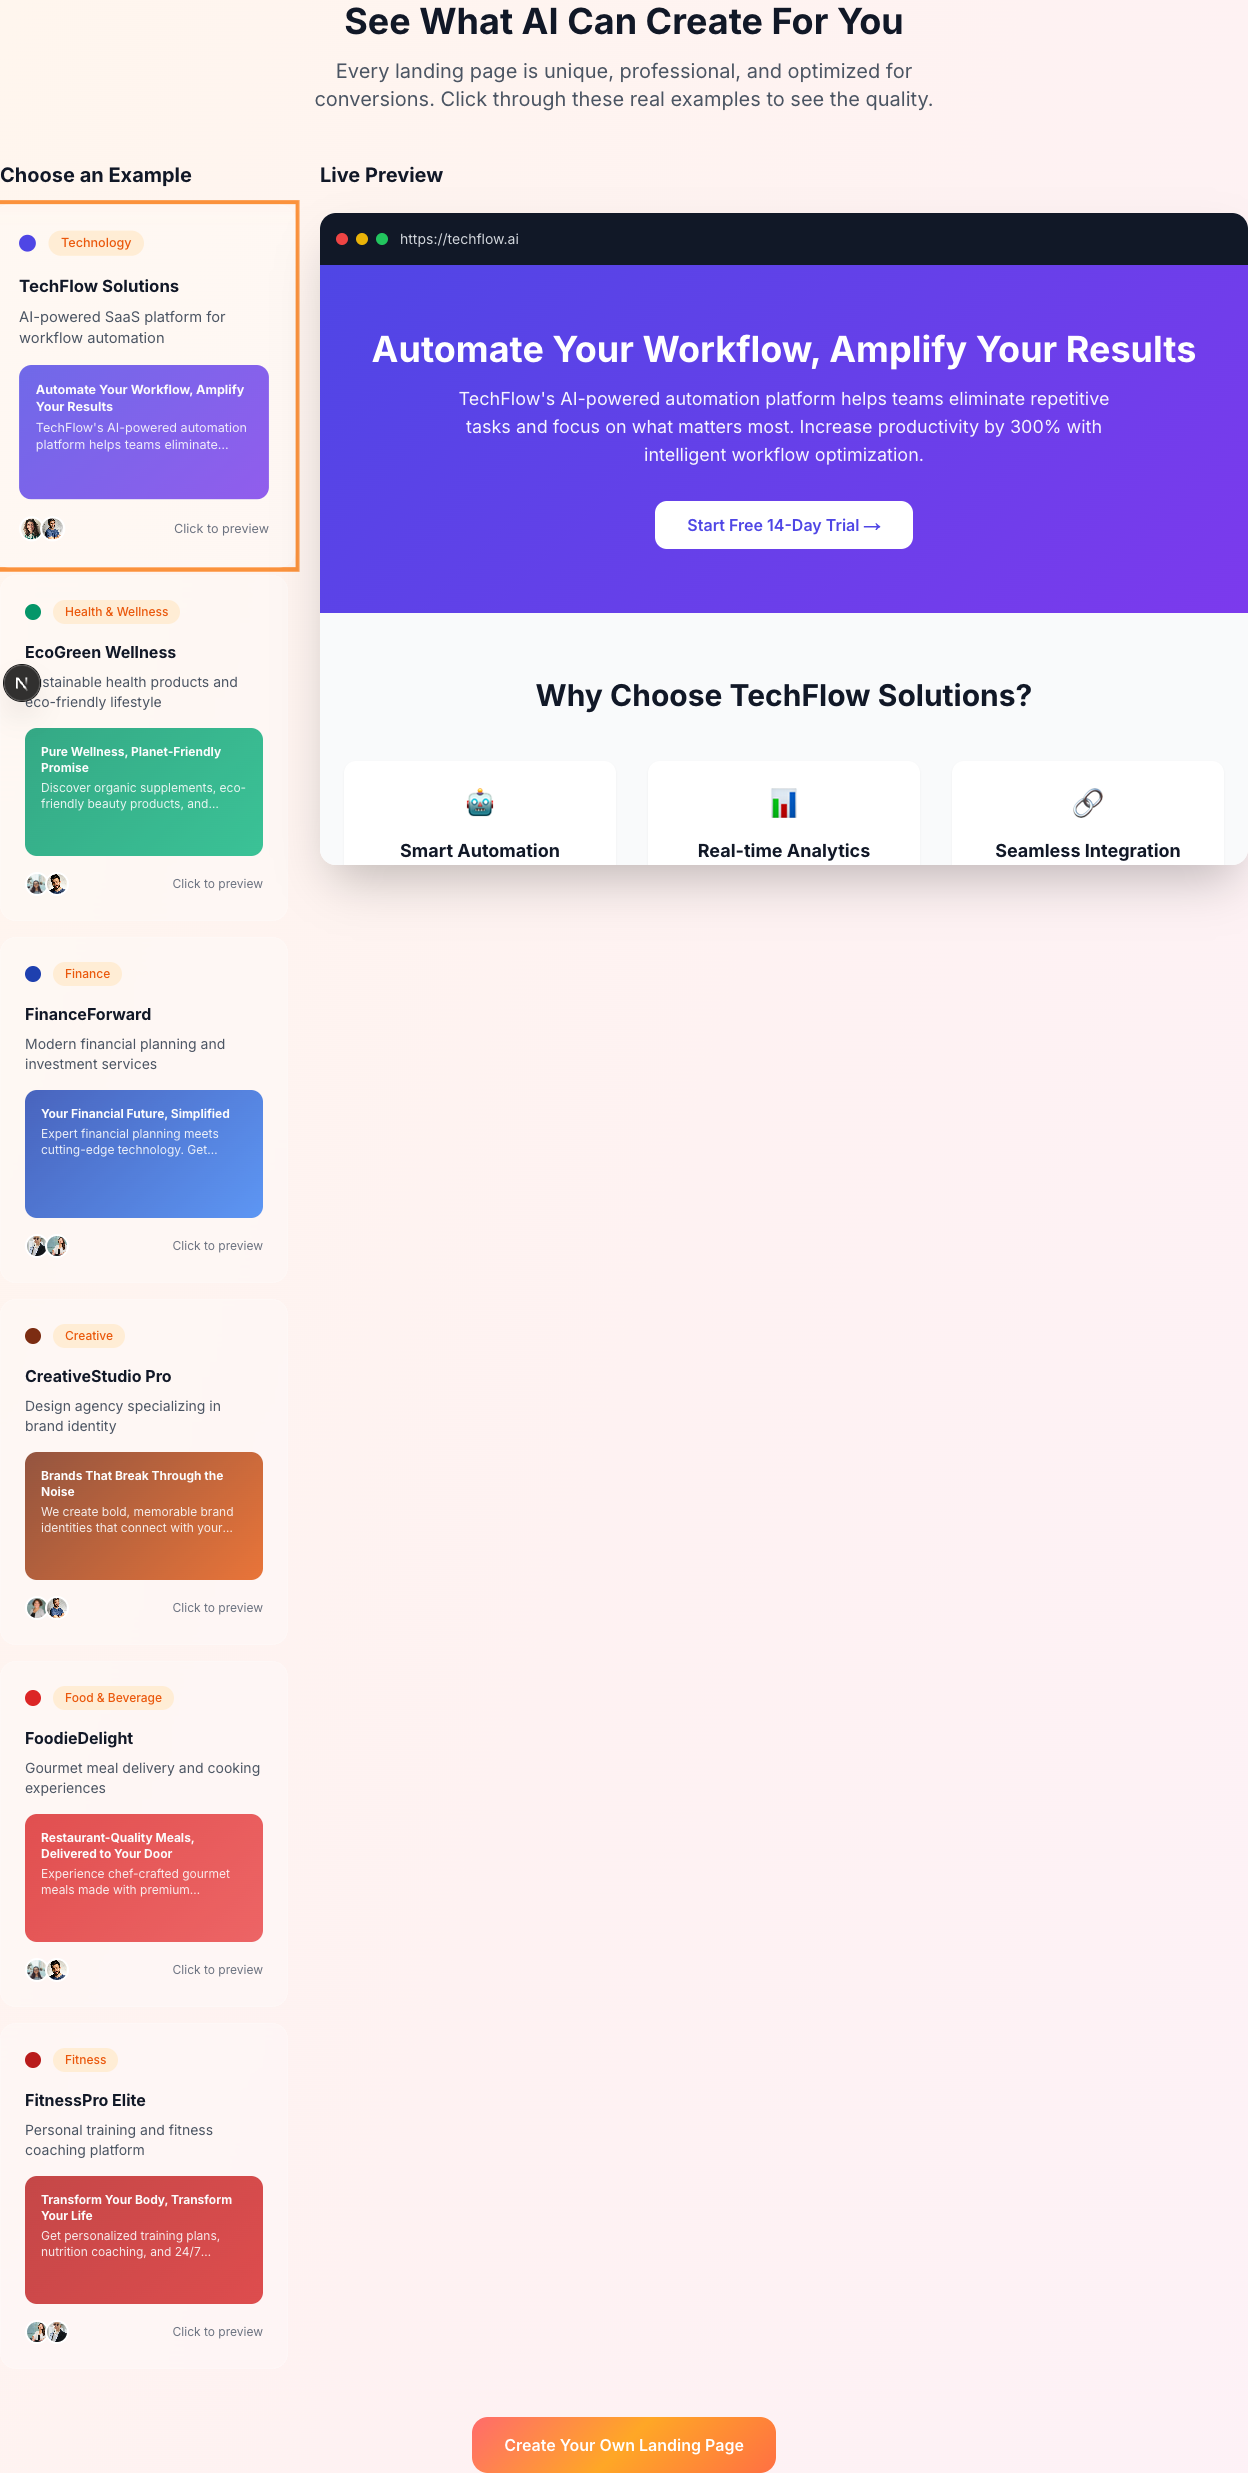 See What AI Can Create For You
Every landing page is unique, professional, and optimized for
conversions. Click through these real examples to see the quality.
Choose an Example
Technology
TechFlow Solutions
AI-powered SaaS platform for
workflow automation
Automate Your Workflow, Amplify
Your Results
TechFlow's AI-powered automation
platform helps teams eliminate...
Click to preview
Health & Wellness
EcoGreen Wellness
stainable health products and
eco-friendly lifestyle
N
Pure Wellness, Planet-Friendly
Promise
Discover organic supplements, eco-
friendly beauty products, and...
Click to preview
Finance
FinanceForward
Modern financial planning and
investment services
Your Financial Future, Simplified
Expert financial planning meets
cutting-edge technology. Get...
Click to preview
Creative
CreativeStudio Pro
Design agency specializing in
brand identity
Brands That Break Through the
Noise
We create bold, memorable brand
identities that connect with your...
Click to preview
Food & Beverage
FoodieDelight
Gourmet meal delivery and cooking
experiences
Restaurant-Quality Meals,
Delivered to Your Door
Experience chef-crafted gourmet
meals made with premium...
Click to preview
Fitness
FitnessPro Elite
Personal training and fitness
coaching platform
Transform Your Body, Transform
Your Life
Get personalized training plans,
nutrition coaching, and 24/7...
Click to preview
Live Preview
https://techflow.ai
Automate Your Workflow, Amplify Your Results
TechFlow's AI-powered automation platform helps teams eliminate repetitive
tasks and focus on what matters most. Increase productivity by 300% with
intelligent workflow optimization.
Start Free 14-Day Trial →
Why Choose TechFlow Solutions?
Smart Automation
Real-time Analytics
Seamless Integration
Create Your Own Landing Page